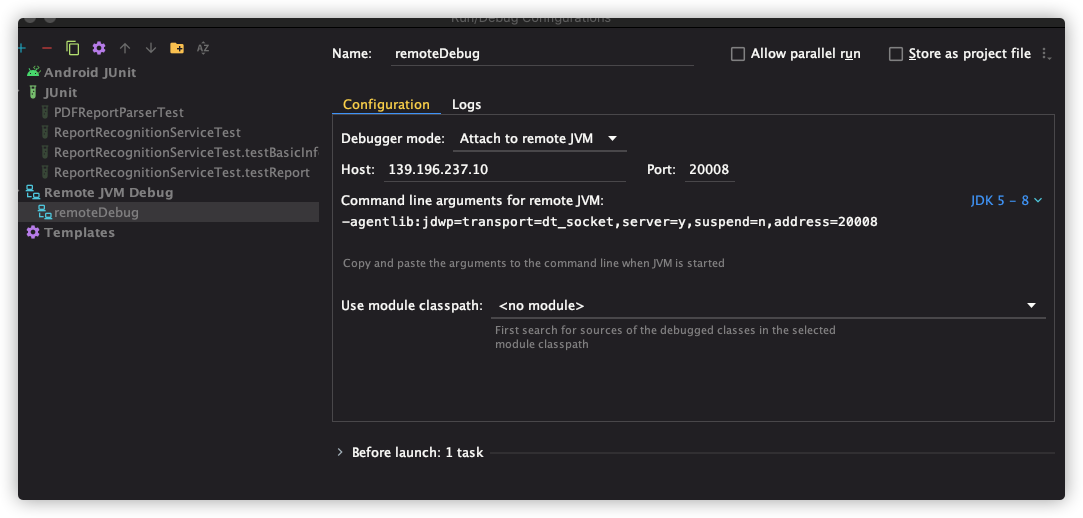 Run/Debug Configurations
Name: remoteDebug Allow parallel run Store as project file
Android JUnit
JUnit
PDFReportParserTest
ReportRecognitionServiceTest
ReportRecognitionServiceTest.testBasicInf
ReportRecognitionServiceTest.testReport
Remote JVM Debug
remoteDebug
Templates
Configuration Logs
Debugger mode: Attach to remote JVM
Host: 139.196.237.10 Port: 20008
Command line arguments for remote JVM: JDK 5 – 8
-agentlib:jdwp=transport=dt_socket,server=y,suspend=n,address=20008
Copy and paste the arguments to the command line when JVM is started
Use module classpath: <no module>
First search for sources of the debugged classes in the selected
module classpath
Before launch: 1 task